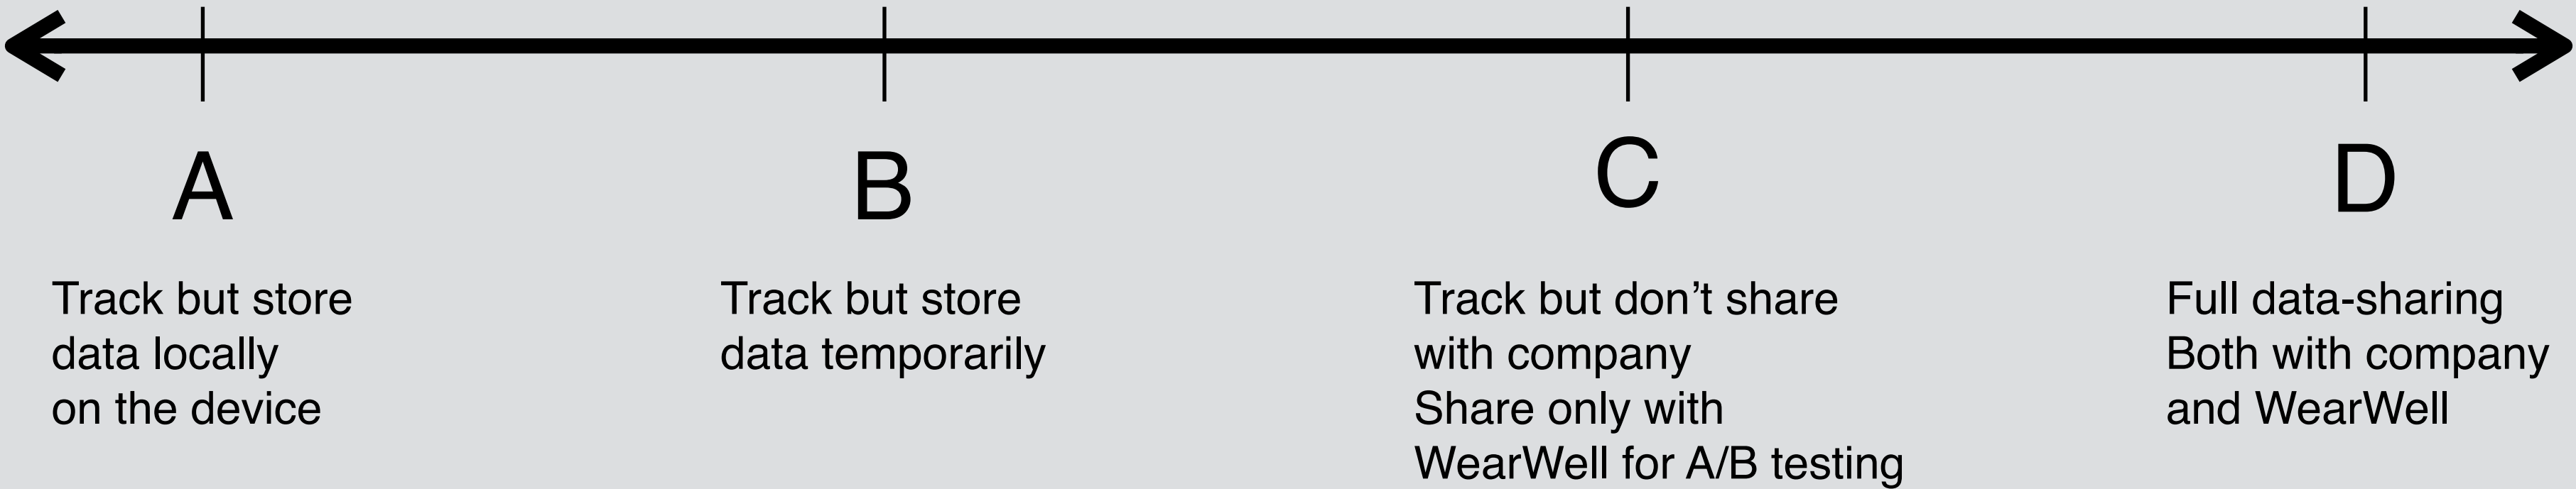 A
B
C
D
Track but store
data locally
on the device
Track but store
data temporarily
Track but don’t share
with company
Share only with
WearWell for A/B testing
Full data-sharing
Both with company
and WearWell